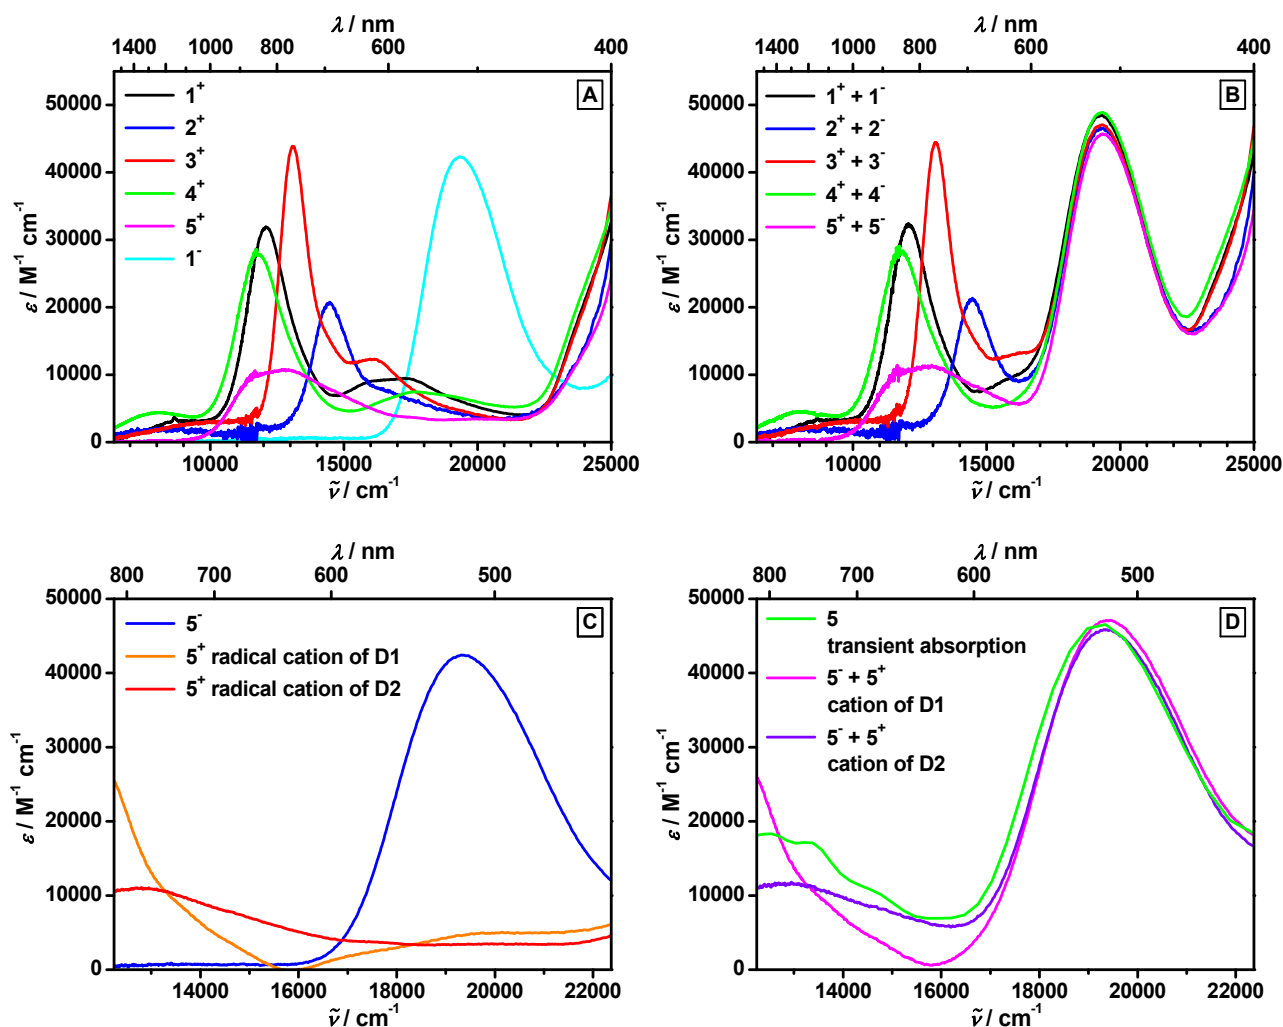 λ / nm
1400 1000 800 600 400
50000
40000
30000
20000
10000
0
ε / M⁻¹ cm⁻¹
1⁺
2⁺
3⁺
4⁺
5⁺
1⁻
A
10000 15000 20000 25000
ν̃ / cm⁻¹
λ / nm
1400 1000 800 600 400
50000
40000
30000
20000
10000
0
ε / M⁻¹ cm⁻¹
1⁺ + 1⁻
2⁺ + 2⁻
3⁺ + 3⁻
4⁺ + 4⁻
5⁺ + 5⁻
B
10000 15000 20000 25000
ν̃ / cm⁻¹
λ / nm
800 700 600 500
50000
40000
30000
20000
10000
0
ε / M⁻¹ cm⁻¹
5⁻
5⁺ radical cation of D1
5⁺ radical cation of D2
C
14000 16000 18000 20000 22000
ν̃ / cm⁻¹
λ / nm
800 700 600 500
50000
40000
30000
20000
10000
0
ε / M⁻¹ cm⁻¹
5
transient absorption
5⁻ + 5⁺
cation of D1
5⁻ + 5⁺
cation of D2
D
14000 16000 18000 20000 22000
ν̃ / cm⁻¹